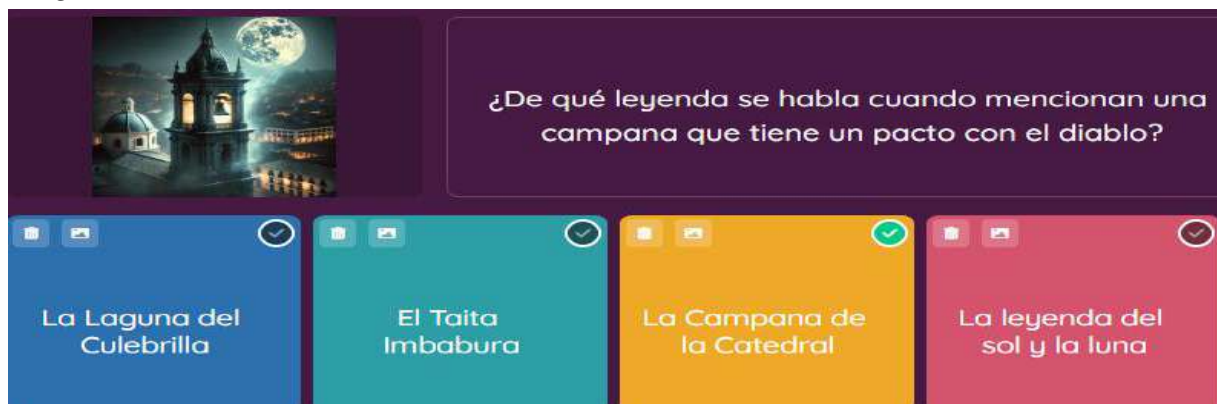 ¿De qué leyenda se habla cuando mencionan una
campana que tiene un pacto con el diablo?
La Laguna del
Culebrilla
El Taita
Imbabura
La Campana de
la Catedral
La leyenda del
sol y la luna